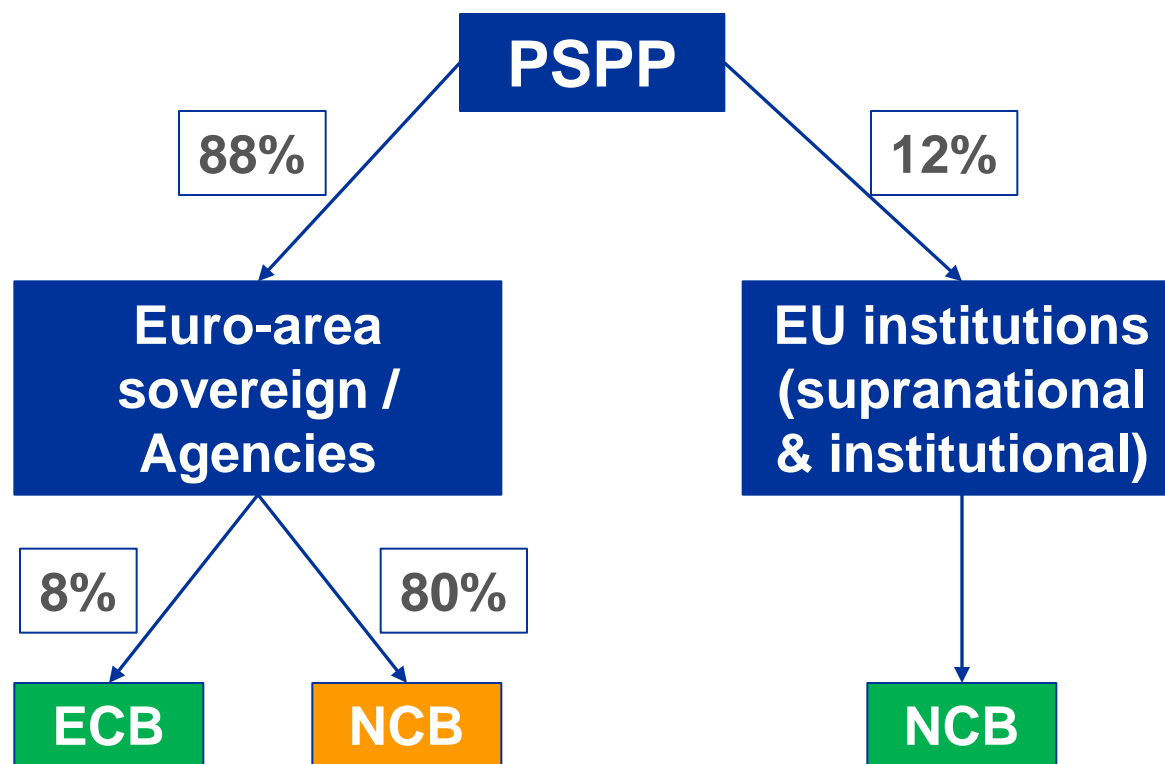 PSPP
88%
12%
Euro-area
sovereign /
Agencies
EU institutions
(supranational
& institutional)
8%
80%
ECB
NCB
NCB